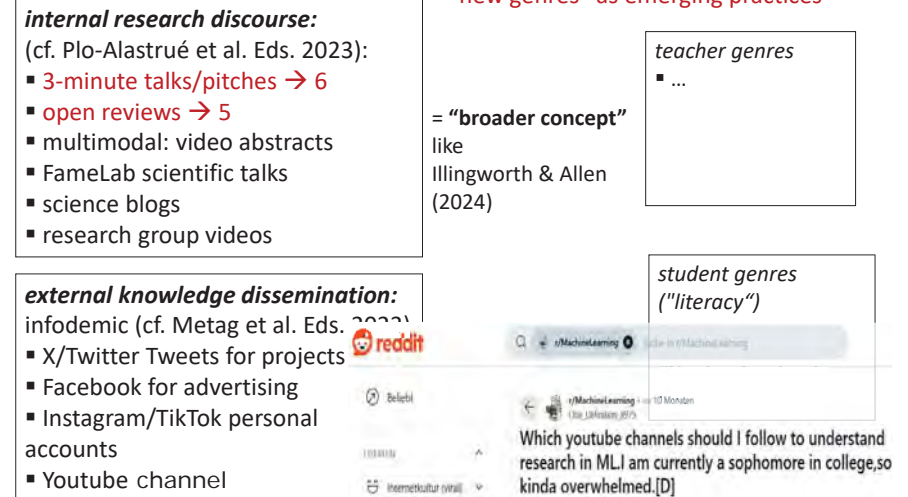 new genres" as emerging practices
internal research discourse:
(cf. Plo-Alastrué et al. Eds. 2023):
▪ 3-minute talks/pitches → 6
▪ open reviews → 5
▪ multimodal: video abstracts
▪ FameLab scientific talks
▪ science blogs
▪ research group videos
= "broader concept"
like
Illingworth & Allen
(2024)
teacher genres
▪ ...
student genres
("literacy“)
external knowledge dissemination:
infodemic (cf. Metag et al. Eds.
▪ X/Twitter Tweets for projects
▪ Facebook for advertising
▪ Instagram/TikTok personal
accounts
▪ Youtube channel
reddit
r/MachineLearning
Beliebt
r/MachineLearning 10 Monaten
Which youtube channels should I follow to understand
research in ML.I am currently a sophomore in college,so
kinda overwhelmed.[D]
Internetkultur (viral)